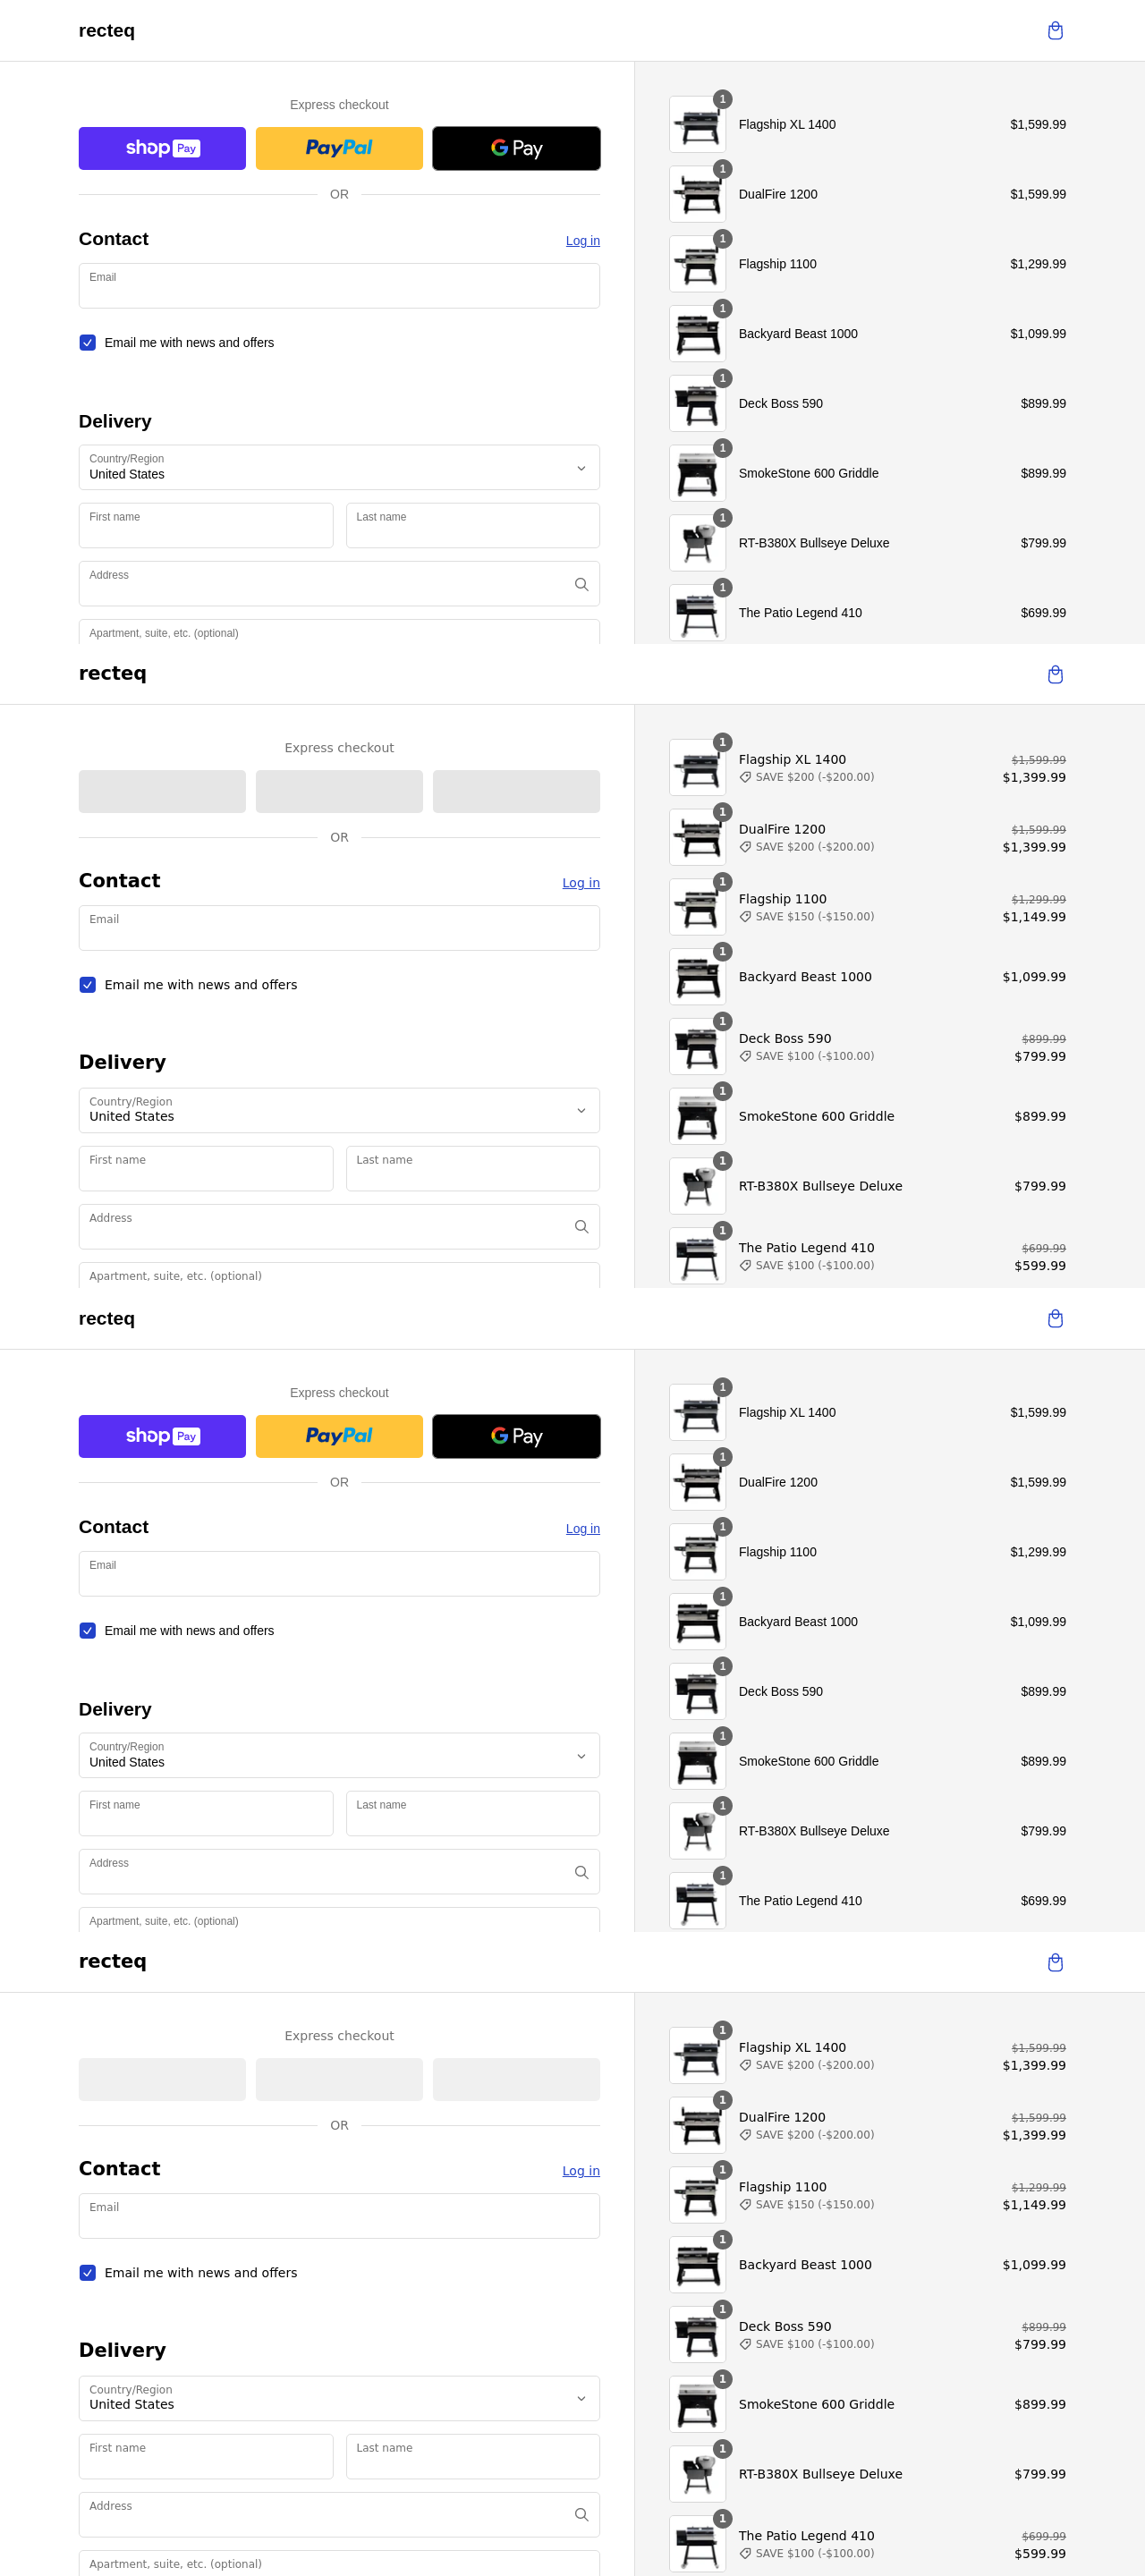 recteq
Express checkout
shop Pay
PayPal
G Pay
OR
Contact
Log in
Email
Email me with news and offers
Delivery
Country/Region
United States
First name
Last name
Address
Apartment, suite, etc. (optional)
1
Flagship XL 1400
$1,599.99
1
DualFire 1200
$1,599.99
1
Flagship 1100
$1,299.99
1
Backyard Beast 1000
$1,099.99
1
Deck Boss 590
$899.99
1
SmokeStone 600 Griddle
$899.99
1
RT-B380X Bullseye Deluxe
$799.99
1
The Patio Legend 410
$699.99
recteq
Express checkout
OR
Contact
Log in
Email
Email me with news and offers
Delivery
Country/Region
United States
First name
Last name
Address
Apartment, suite, etc. (optional)
1
Flagship XL 1400
SAVE $200 (-$200.00)
$1,599.99
$1,399.99
1
DualFire 1200
SAVE $200 (-$200.00)
$1,599.99
$1,399.99
1
Flagship 1100
SAVE $150 (-$150.00)
$1,299.99
$1,149.99
1
Backyard Beast 1000
$1,099.99
1
Deck Boss 590
SAVE $100 (-$100.00)
$899.99
$799.99
1
SmokeStone 600 Griddle
$899.99
1
RT-B380X Bullseye Deluxe
$799.99
1
The Patio Legend 410
SAVE $100 (-$100.00)
$699.99
$599.99
recteq
Express checkout
shop Pay
PayPal
G Pay
OR
Contact
Log in
Email
Email me with news and offers
Delivery
Country/Region
United States
First name
Last name
Address
Apartment, suite, etc. (optional)
1
Flagship XL 1400
$1,599.99
1
DualFire 1200
$1,599.99
1
Flagship 1100
$1,299.99
1
Backyard Beast 1000
$1,099.99
1
Deck Boss 590
$899.99
1
SmokeStone 600 Griddle
$899.99
1
RT-B380X Bullseye Deluxe
$799.99
1
The Patio Legend 410
$699.99
recteq
Express checkout
OR
Contact
Log in
Email
Email me with news and offers
Delivery
Country/Region
United States
First name
Last name
Address
Apartment, suite, etc. (optional)
1
Flagship XL 1400
SAVE $200 (-$200.00)
$1,599.99
$1,399.99
1
DualFire 1200
SAVE $200 (-$200.00)
$1,599.99
$1,399.99
1
Flagship 1100
SAVE $150 (-$150.00)
$1,299.99
$1,149.99
1
Backyard Beast 1000
$1,099.99
1
Deck Boss 590
SAVE $100 (-$100.00)
$899.99
$799.99
1
SmokeStone 600 Griddle
$899.99
1
RT-B380X Bullseye Deluxe
$799.99
1
The Patio Legend 410
SAVE $100 (-$100.00)
$699.99
$599.99